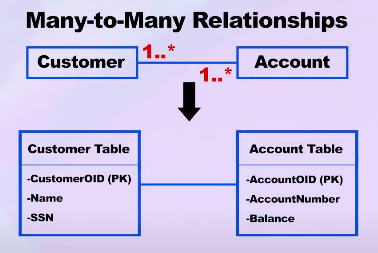 Many-to-Many Relationships
Customer 1..* 1..* Account
Customer Table
-CustomerOID (PK)
-Name
-SSN
Account Table
-AccountOID (PK)
-AccountNumber
-Balance